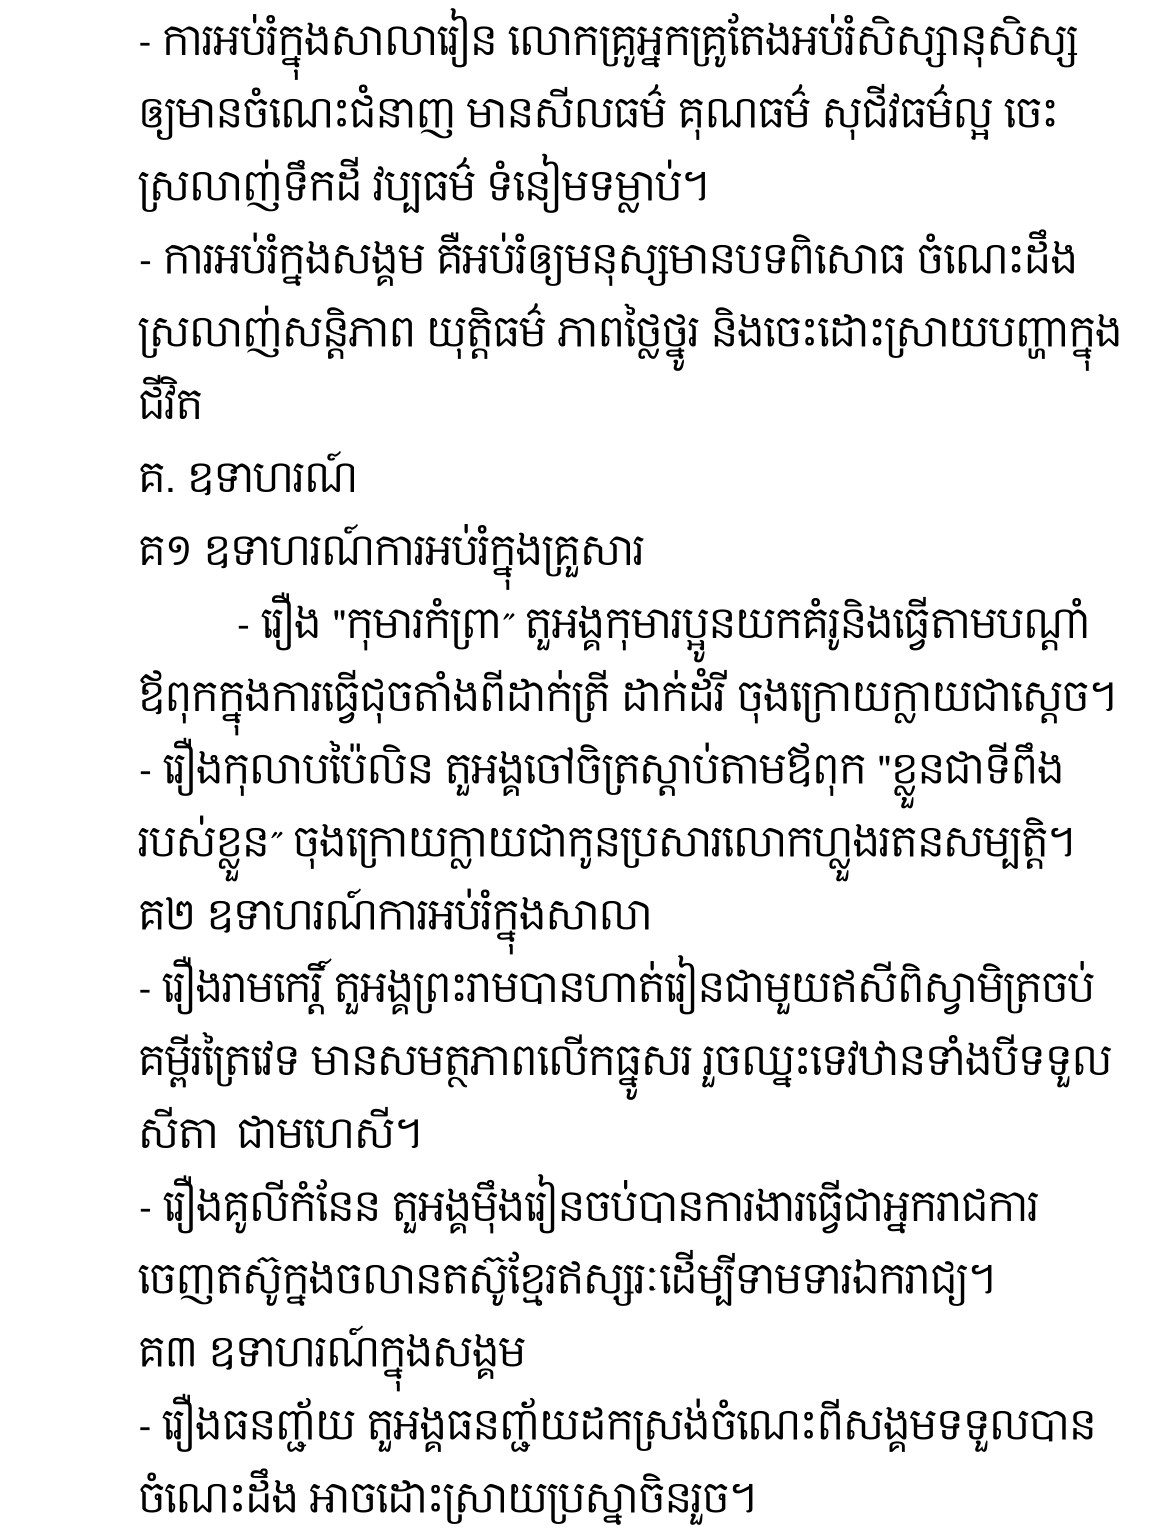 - ការអប់រំក្នុងសាលារៀន លោកគ្រូអ្នកគ្រូតែងអប់រំសិស្សានុសិស្ស
ឲ្យមានចំណេះជំនាញ មានសីលធម៌ គុណធម៌ សុជីវធម៌ល្អ ចេះ
ស្រលាញ់ទឹកដី វប្បធម៌ ទំនៀមទម្លាប់។
- ការអប់រំក្នងសង្គម គឺអប់រំឲ្យមនុស្សមានបទពិសោធ ចំណេះដឹង
ស្រលាញ់សន្តិភាព យុត្តិធម៌ ភាពថ្លៃថ្នូរ និងចេះដោះស្រាយបញ្ហាក្នុង
ជីវិត
គ. ឧទាហរណ៍
គ១ ឧទាហរណ៍ការអប់រំក្នុងគ្រួសារ
- រឿង "កុមារកំព្រា˝ តួអង្គកុមារប្អូនយកគំរូនិងធ្វើតាមបណ្តាំ
ឪពុកក្នុងការធ្វើជុចតាំងពីដាក់ត្រី ដាក់ដំរី ចុងក្រោយក្លាយជាស្តេច។
- រឿងកុលាបប៉ៃលិន តួអង្គចៅចិត្រស្តាប់តាមឪពុក "ខ្លួនជាទីពឹង
របស់ខ្លួន˝ ចុងក្រោយក្លាយជាកូនប្រសារលោកហ្លួងរតនសម្បត្តិ។
គ២ ឧទាហរណ៍ការអប់រំក្នុងសាលា
- រឿងរាមកេរ្តិ៍ តួអង្គព្រះរាមបានហាត់រៀនជាមួយឥសីពិស្វាមិត្រចប់
គម្ពីរត្រៃវេទ មានសមត្ថភាពលើកធ្នូសរ រួចឈ្នះទេវឋានទាំងបីទទួល
សីតា ជាមហេសី។
- រឿងគូលីកំនែន តួអង្គម៉ឹងរៀនចប់បានការងារធ្វើជាអ្នករាជការ
ចេញតស៊ូក្នងចលានតស៊ូខ្មែរឥស្សរៈដើម្បីទាមទារឯករាជ្យ។
គ៣ ឧទាហរណ៍ក្នុងសង្គម
- រឿងធនញ្ជ័យ តួអង្គធនញ្ជ័យដកស្រង់ចំណេះពីសង្គមទទួលបាន
ចំណេះដឹង អាចដោះស្រាយប្រស្នាចិនរួច។